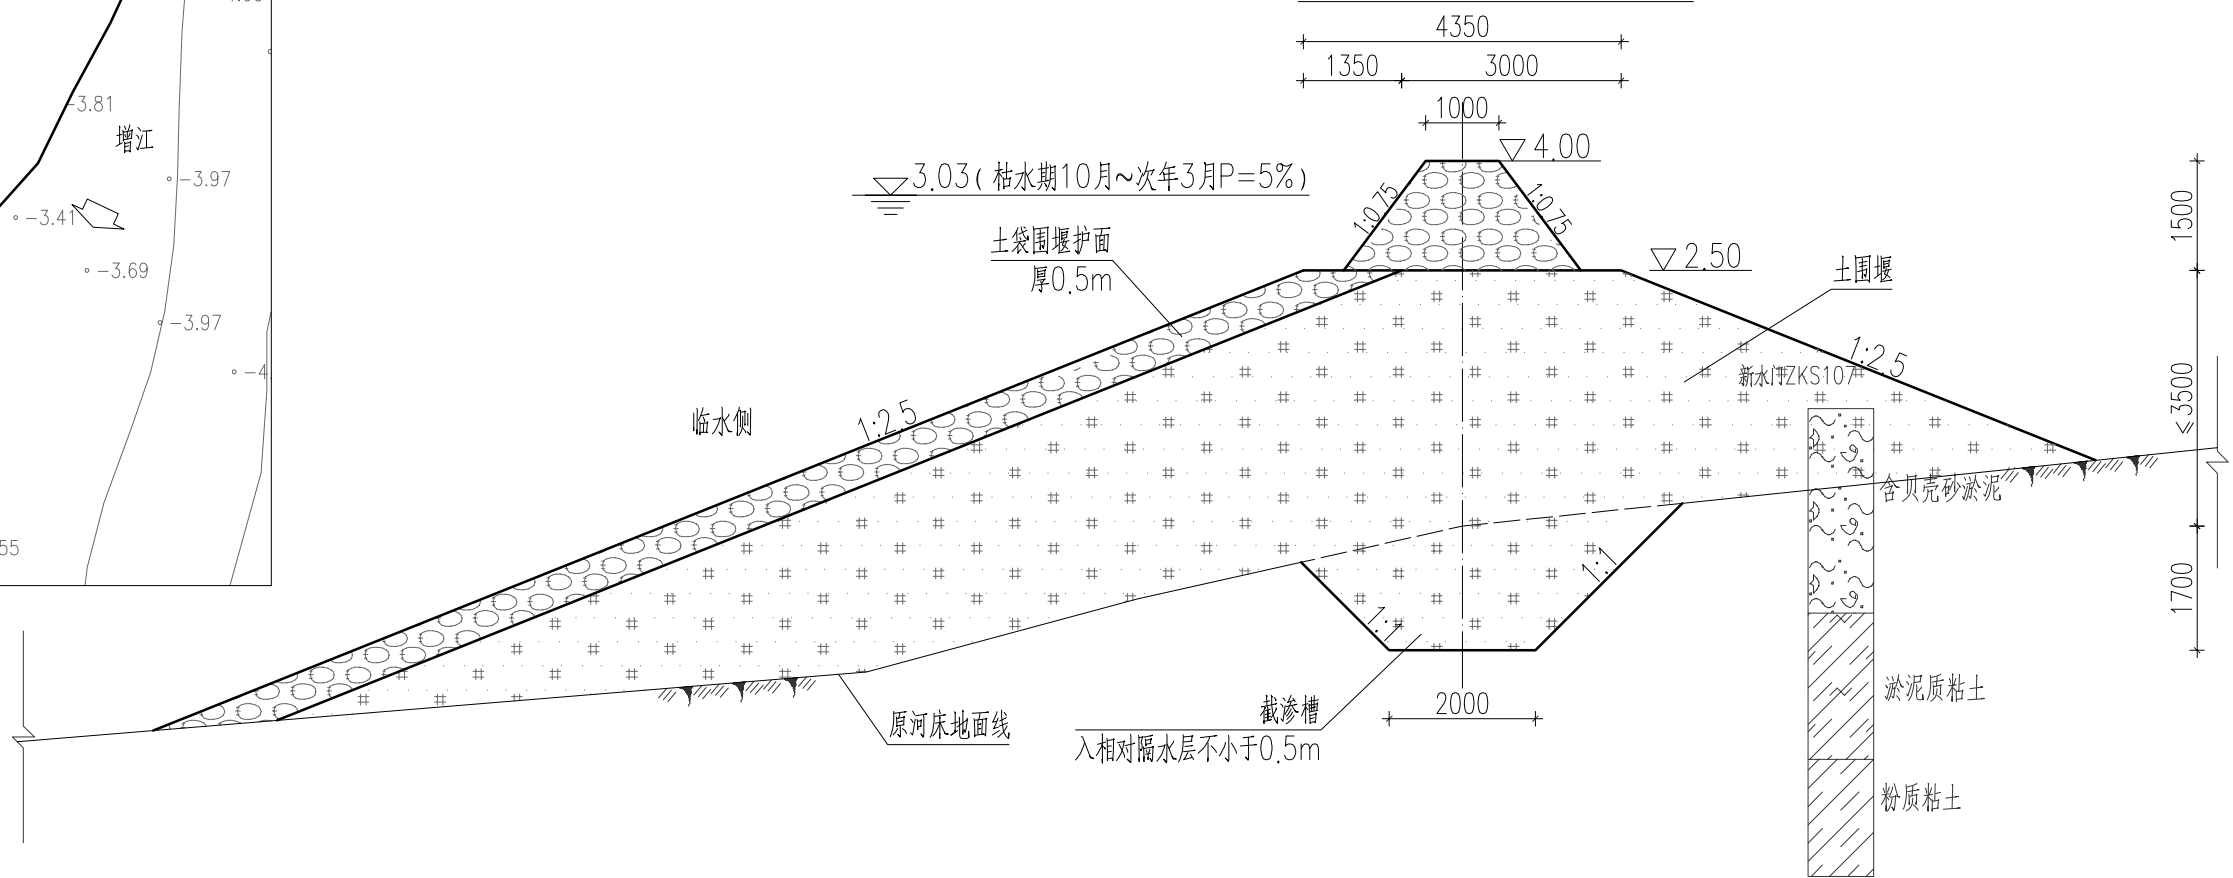 4350
1350
3000
1000
4.00
3.03(枯水期10月~次年3月P=5%)
1:0.75
1:0.75
1500
土袋围堰护面
厚0.5m
2.50
土围堰
1:2.5
新水闸ZKS107
≤3500
临水侧
1:2.5
含贝壳砂淤泥
1:1
1:1
1700
淤泥质粘土
原河床地面线
截渗槽
入相对隔水层不小于0.5m
2000
粉质粘土
-3.81
增江
-3.97
-3.41
-3.69
-3.97